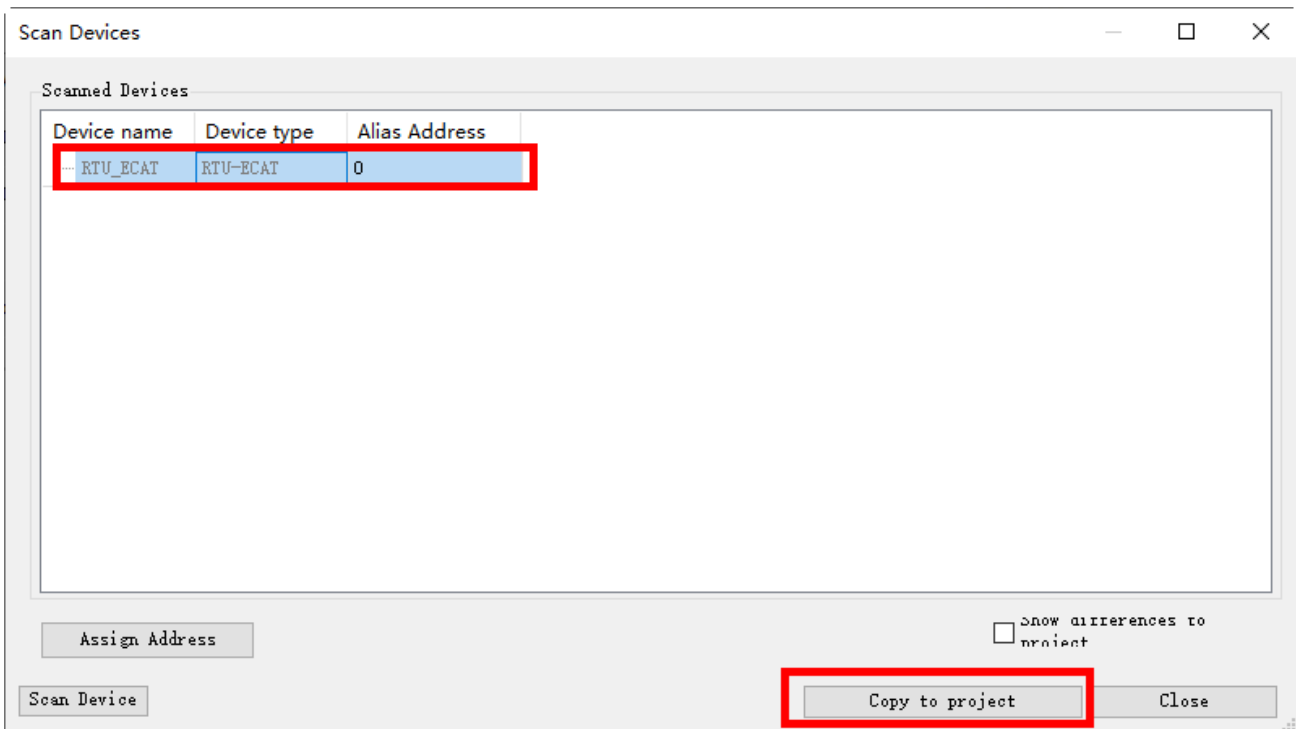 Scan Devices
Scanned Devices
Device name Device type Alias Address
RTU_ECAT RTU-ECAT 0
Assign Address
Show differences to
project
Scan Device
Copy to project
Close